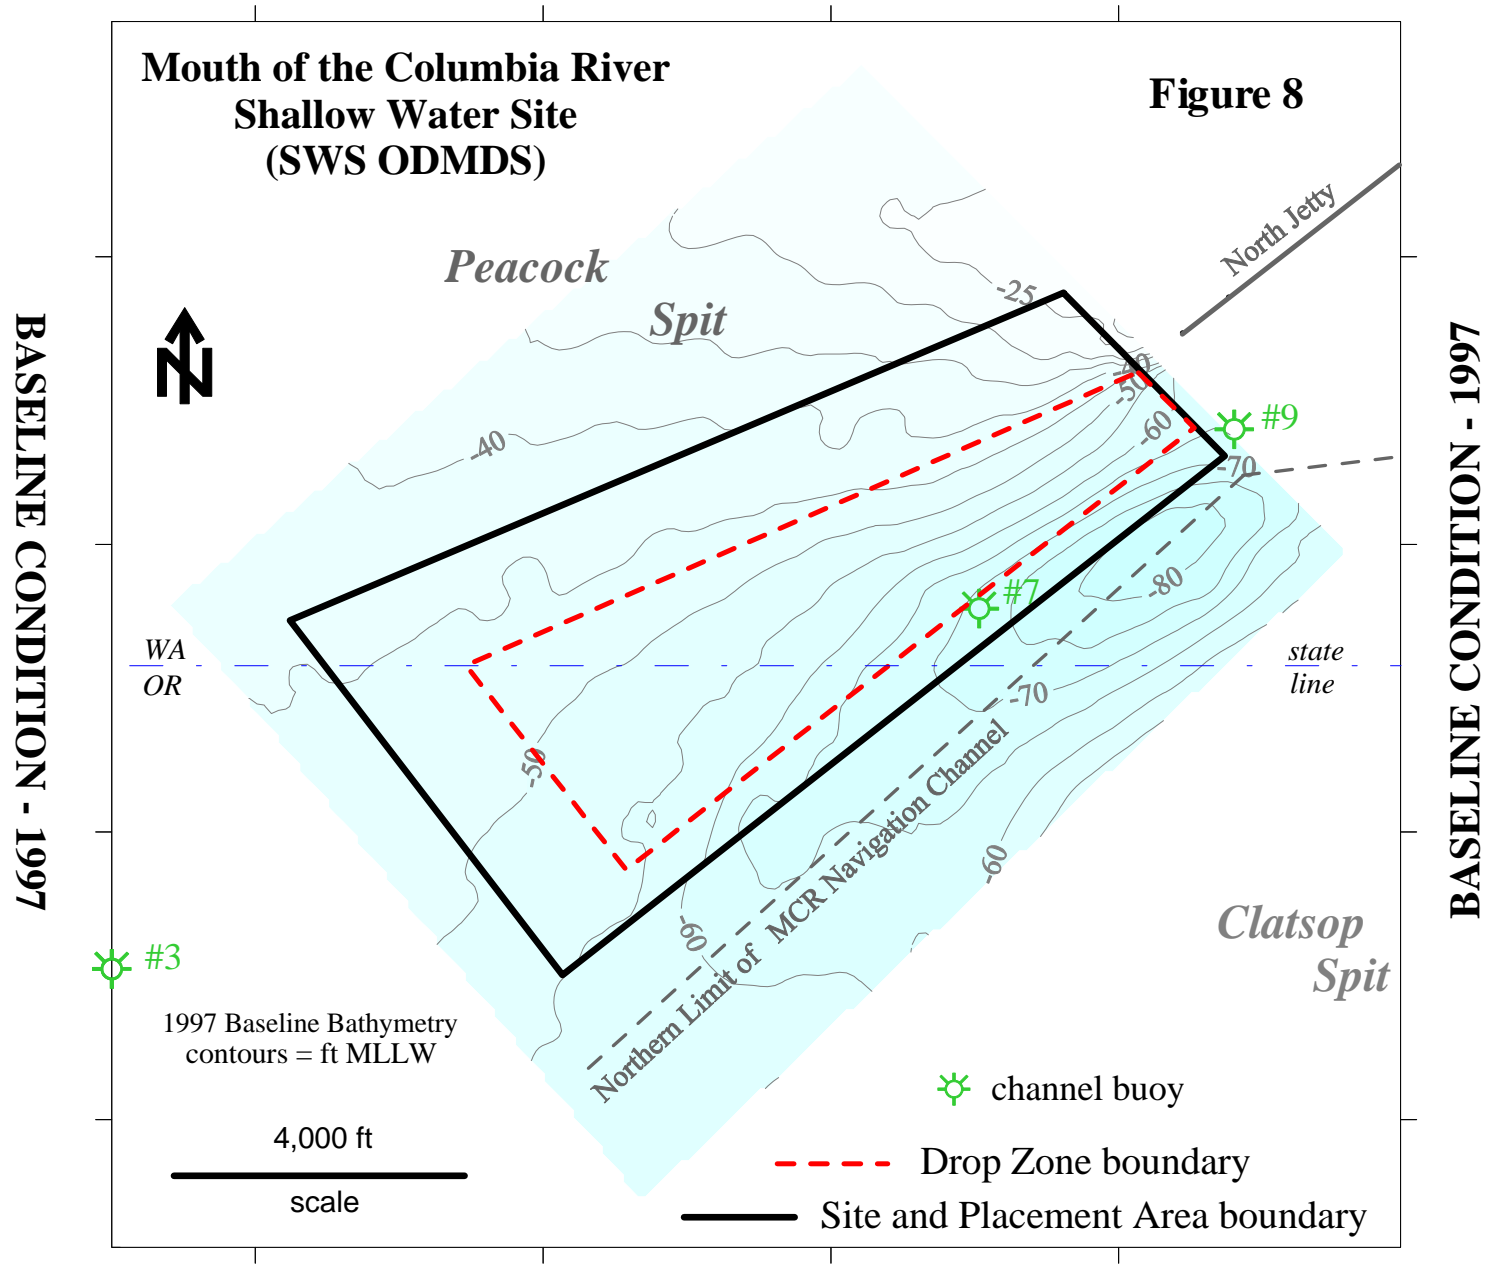 Mouth of the Columbia River
Shallow Water Site
(SWS ODMDS)
Figure 8
North Jetty
Peacock
Spit
-25
N
BASELINE CONDITION - 1997
BASELINE CONDITION - 1997
-40
-50
-60
#9
-40
-70
#7
-80
WA
OR
state
line
-70
-50
-60
-60
Northern Limit of MCR Navigation Channel
Clatsop
Spit
#3
1997 Baseline Bathymetry
contours = ft MLLW
channel buoy
4,000 ft
scale
Drop Zone boundary
Site and Placement Area boundary